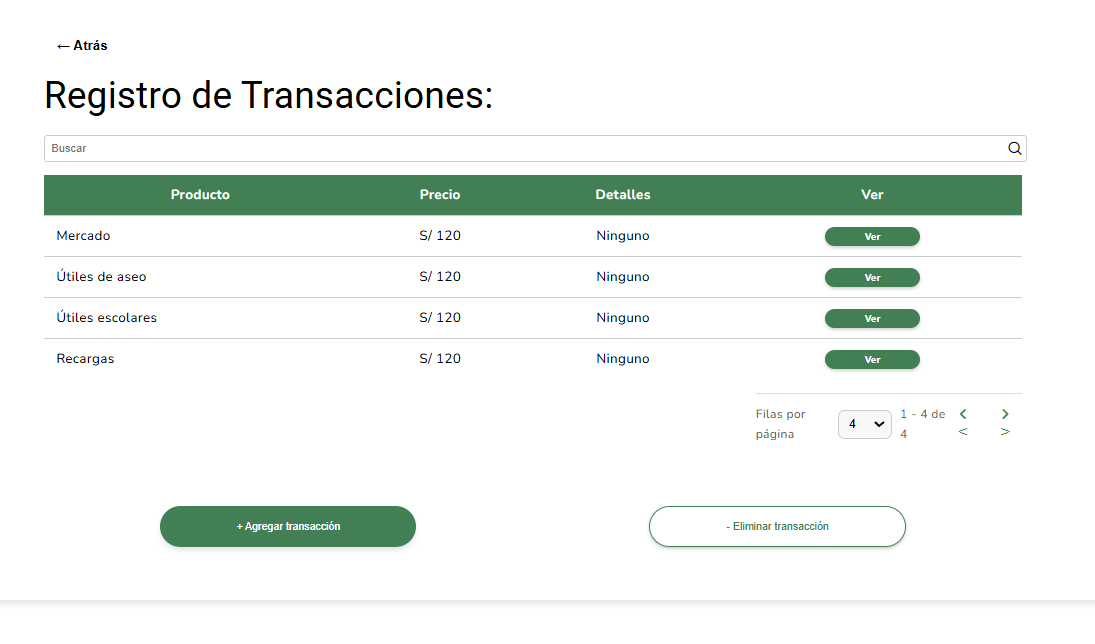 ← Atrás
Registro de Transacciones:
Buscar
Producto Precio Detalles Ver
Mercado S/ 120 Ninguno Ver
Útiles de aseo S/ 120 Ninguno Ver
Útiles escolares S/ 120 Ninguno Ver
Recargas S/ 120 Ninguno Ver
Filas por página 4 1 - 4 de 4 < >
+ Agregar transacción - Eliminar transacción